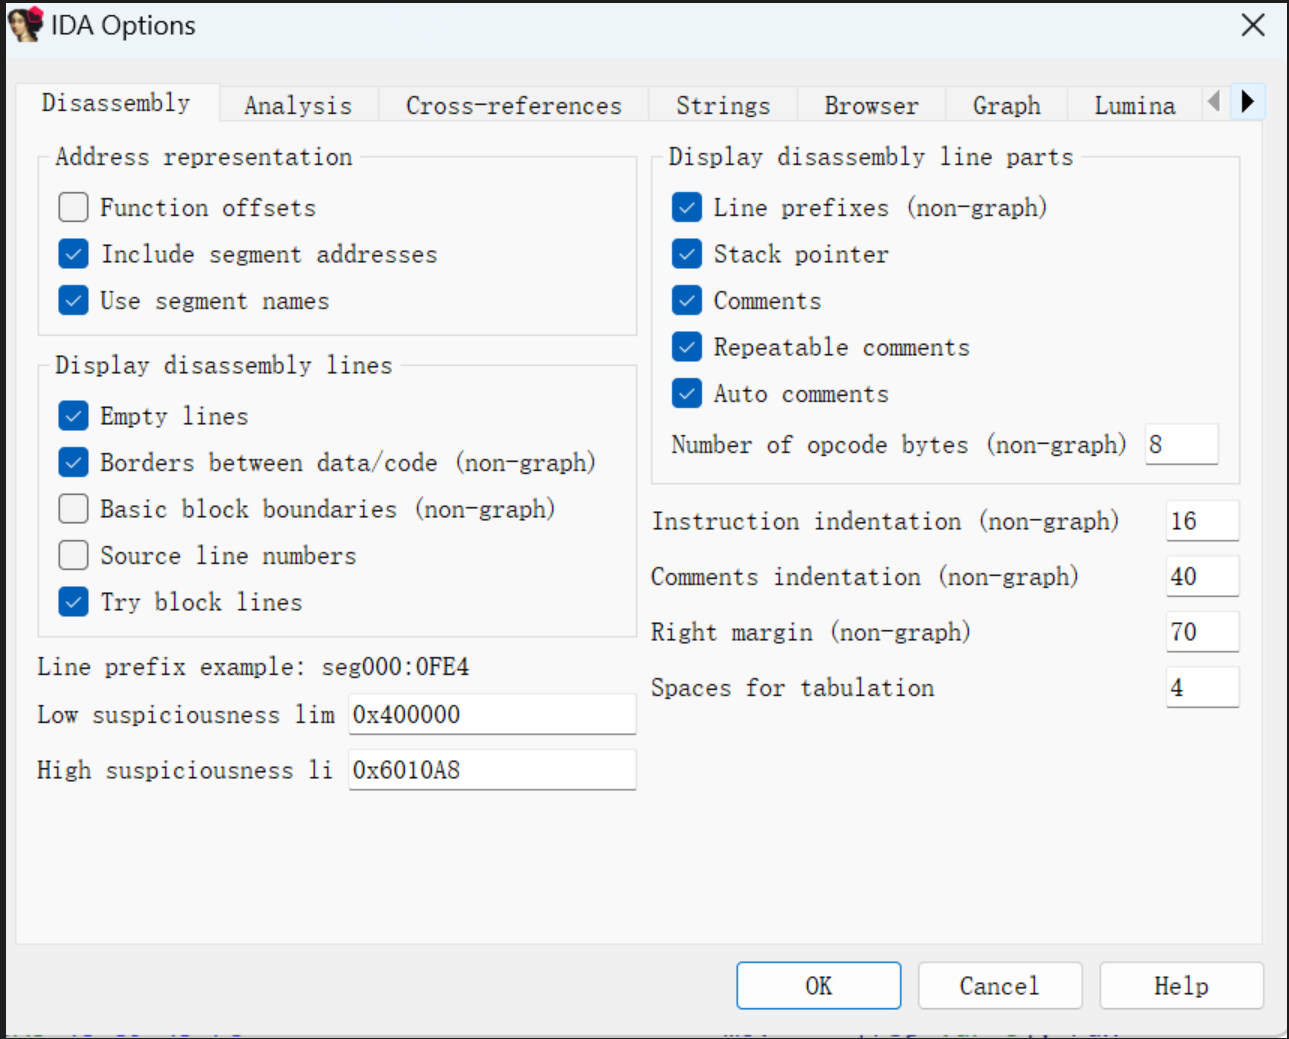 IDA Options
Disassembly Analysis Cross-references Strings Browser Graph Lumina
Address representation
Function offsets
Include segment addresses
Use segment names
Display disassembly lines
Empty lines
Borders between data/code (non-graph)
Basic block boundaries (non-graph)
Source line numbers
Try block lines
Line prefix example: seg000:0FE4
Low suspiciousness lim 0x400000
High suspiciousness li 0x6010A8
Display disassembly line parts
Line prefixes (non-graph)
Stack pointer
Comments
Repeatable comments
Auto comments
Number of opcode bytes (non-graph) 8
Instruction indentation (non-graph) 16
Comments indentation (non-graph) 40
Right margin (non-graph) 70
Spaces for tabulation 4
OK Cancel Help